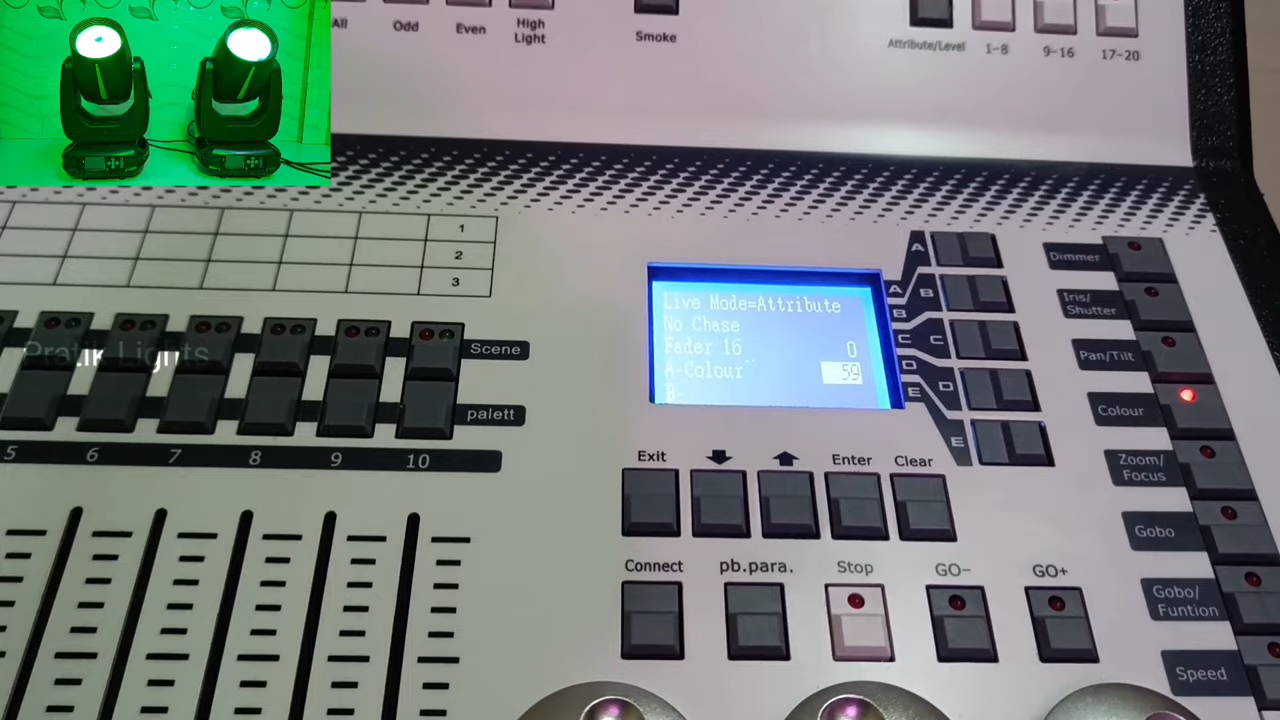 All Odd Even High Light Smoke Attribute/Level 1-8 9-16 17-20
1
2
3
Live Mode=Attribute
No Chase
Fader 16 0
A-Colour 59
B-
A
B
C
D
E
A
B
C
D
E
Dimmer
Iris/
Shutter
Pan/Tilt
Colour
Zoom/
Focus
Gobo
Gobo/
Funtion
Speed
Pratik Lights
Scene
palett
5 6 7 8 9 10
Exit Enter Clear
Connect pb.para. Stop GO- GO+